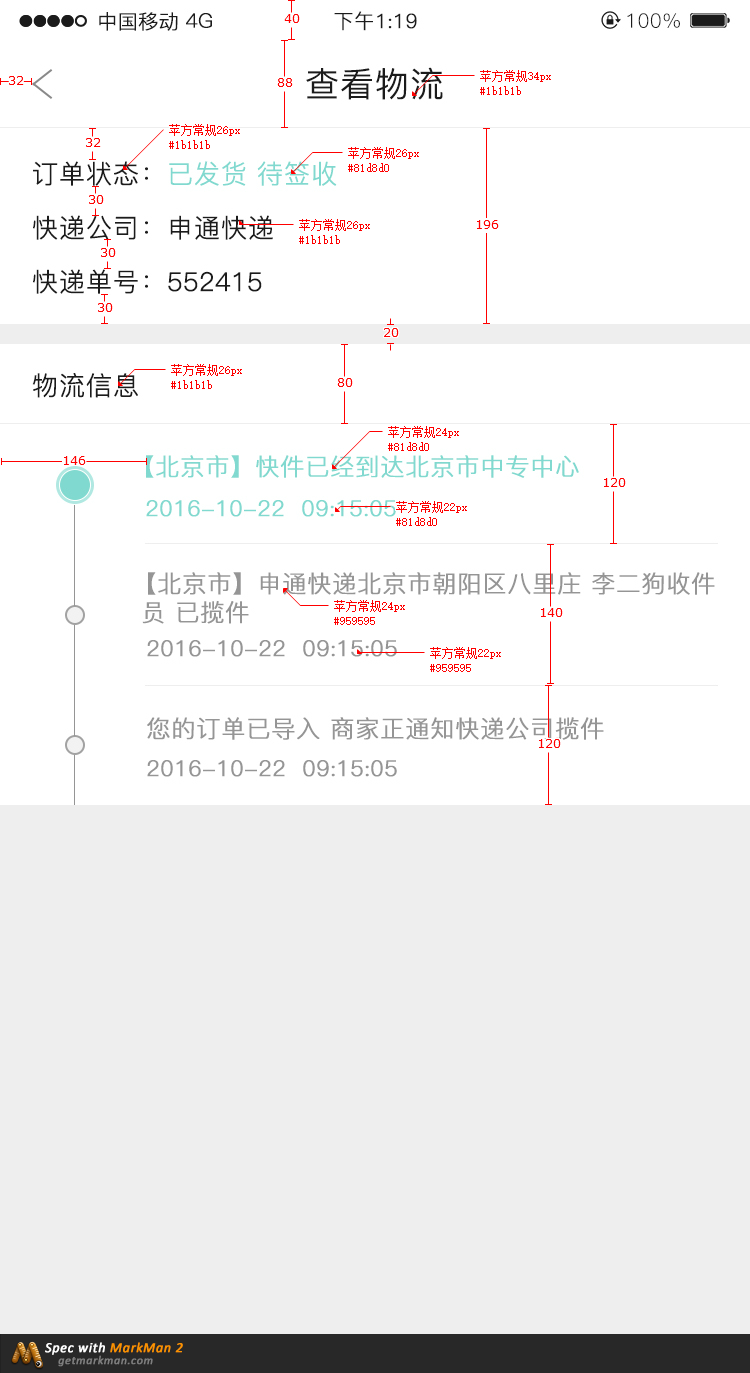 40
中国移动 4G 下午1:19 100%
32
88
查看物流
苹方常规34px
#1b1b1b
苹方常规26px
#1b1b1b
32
订单状态：已发货 待签收
苹方常规26px
#81d8d0
30
快递公司：申通快递
苹方常规26px
#1b1b1b
196
30
快递单号：552415
30
20
物流信息
苹方常规26px
#1b1b1b
80
苹方常规24px
#81d8d0
146
【北京市】快件已经到达北京市中专中心
120
2016-10-22 09:15:05
苹方常规22px
#81d8d0
【北京市】申通快递北京市朝阳区八里庄 李二狗收件
员 已揽件
苹方常规24px
#959595
140
2016-10-22 09:15:05
苹方常规22px
#959595
您的订单已导入 商家正通知快递公司揽件
120
2016-10-22 09:15:05
Spec with MarkMan 2
getmarkman.com